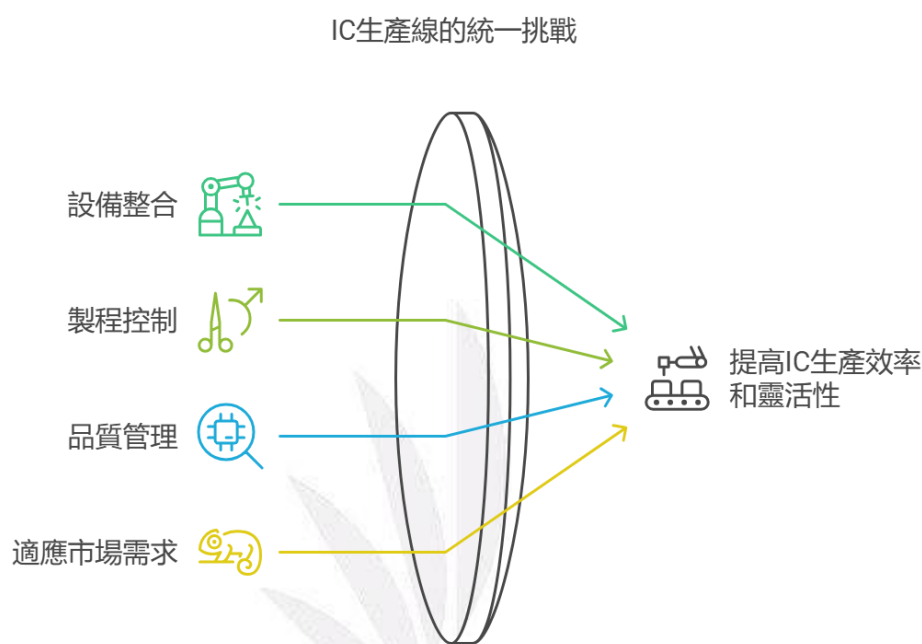 IC生產線的統一挑戰
設備整合
製程控制
品質管理
適應市場需求
提高IC生產效率
和靈活性